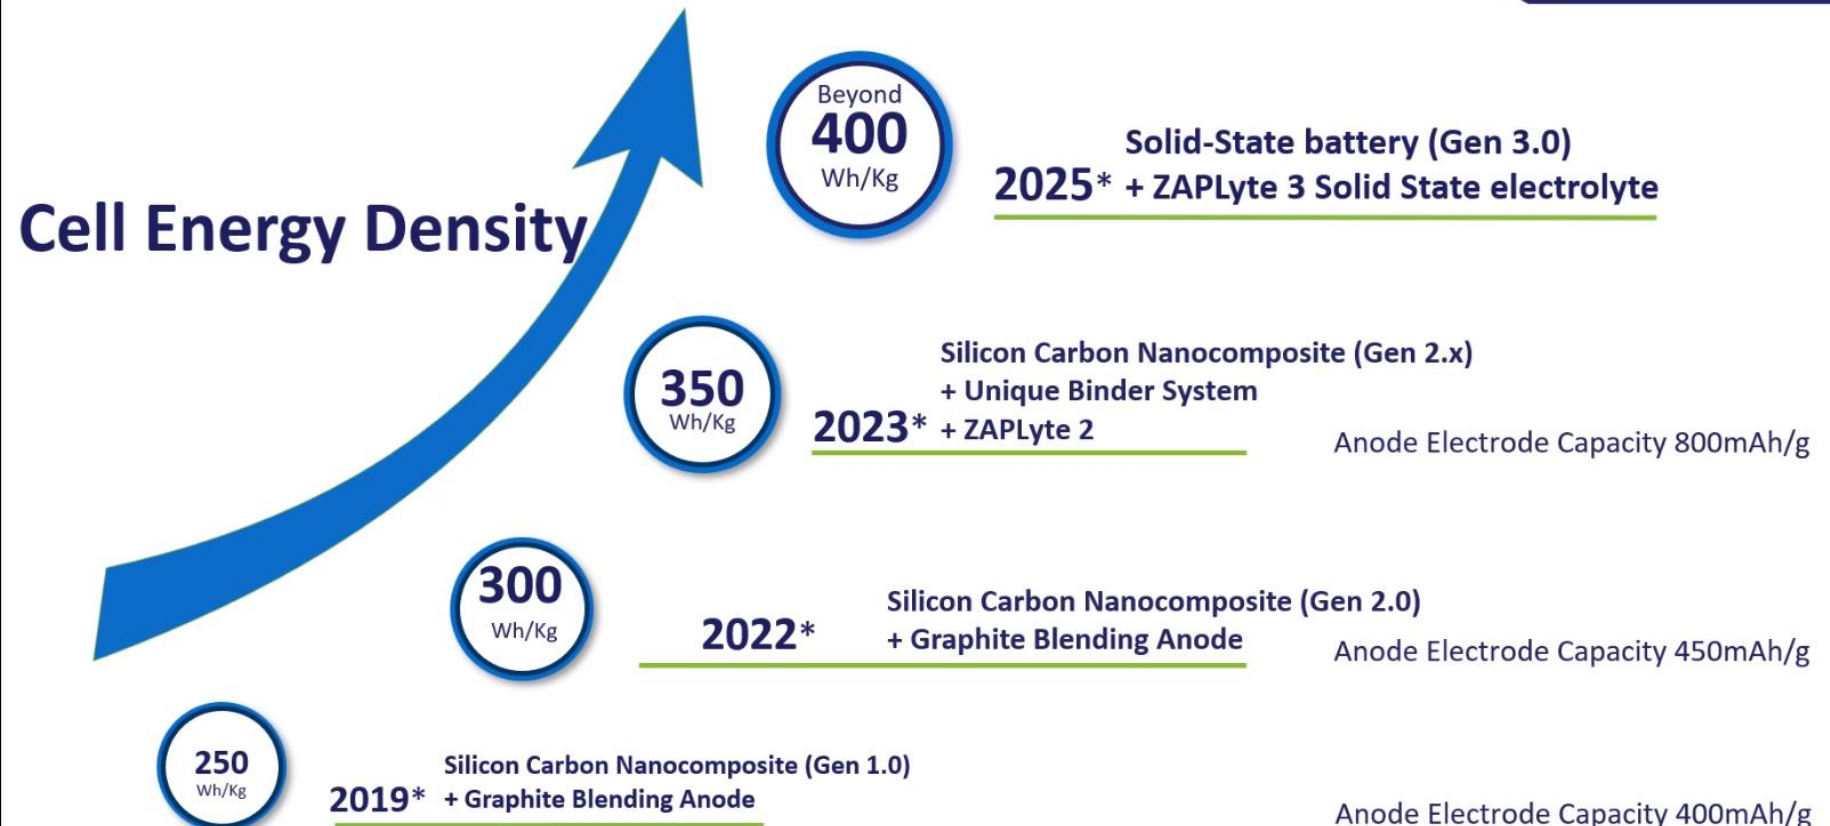 Beyond
400
Wh/Kg
Solid-State battery (Gen 3.0)
2025* + ZAPLyte 3 Solid State electrolyte
Cell Energy Density
350
Wh/Kg
Silicon Carbon Nanocomposite (Gen 2.x)
+ Unique Binder System
2023* + ZAPLyte 2
Anode Electrode Capacity 800mAh/g
300
Wh/Kg
Silicon Carbon Nanocomposite (Gen 2.0)
2022* + Graphite Blending Anode
Anode Electrode Capacity 450mAh/g
250
Wh/Kg
Silicon Carbon Nanocomposite (Gen 1.0)
2019* + Graphite Blending Anode
Anode Electrode Capacity 400mAh/g